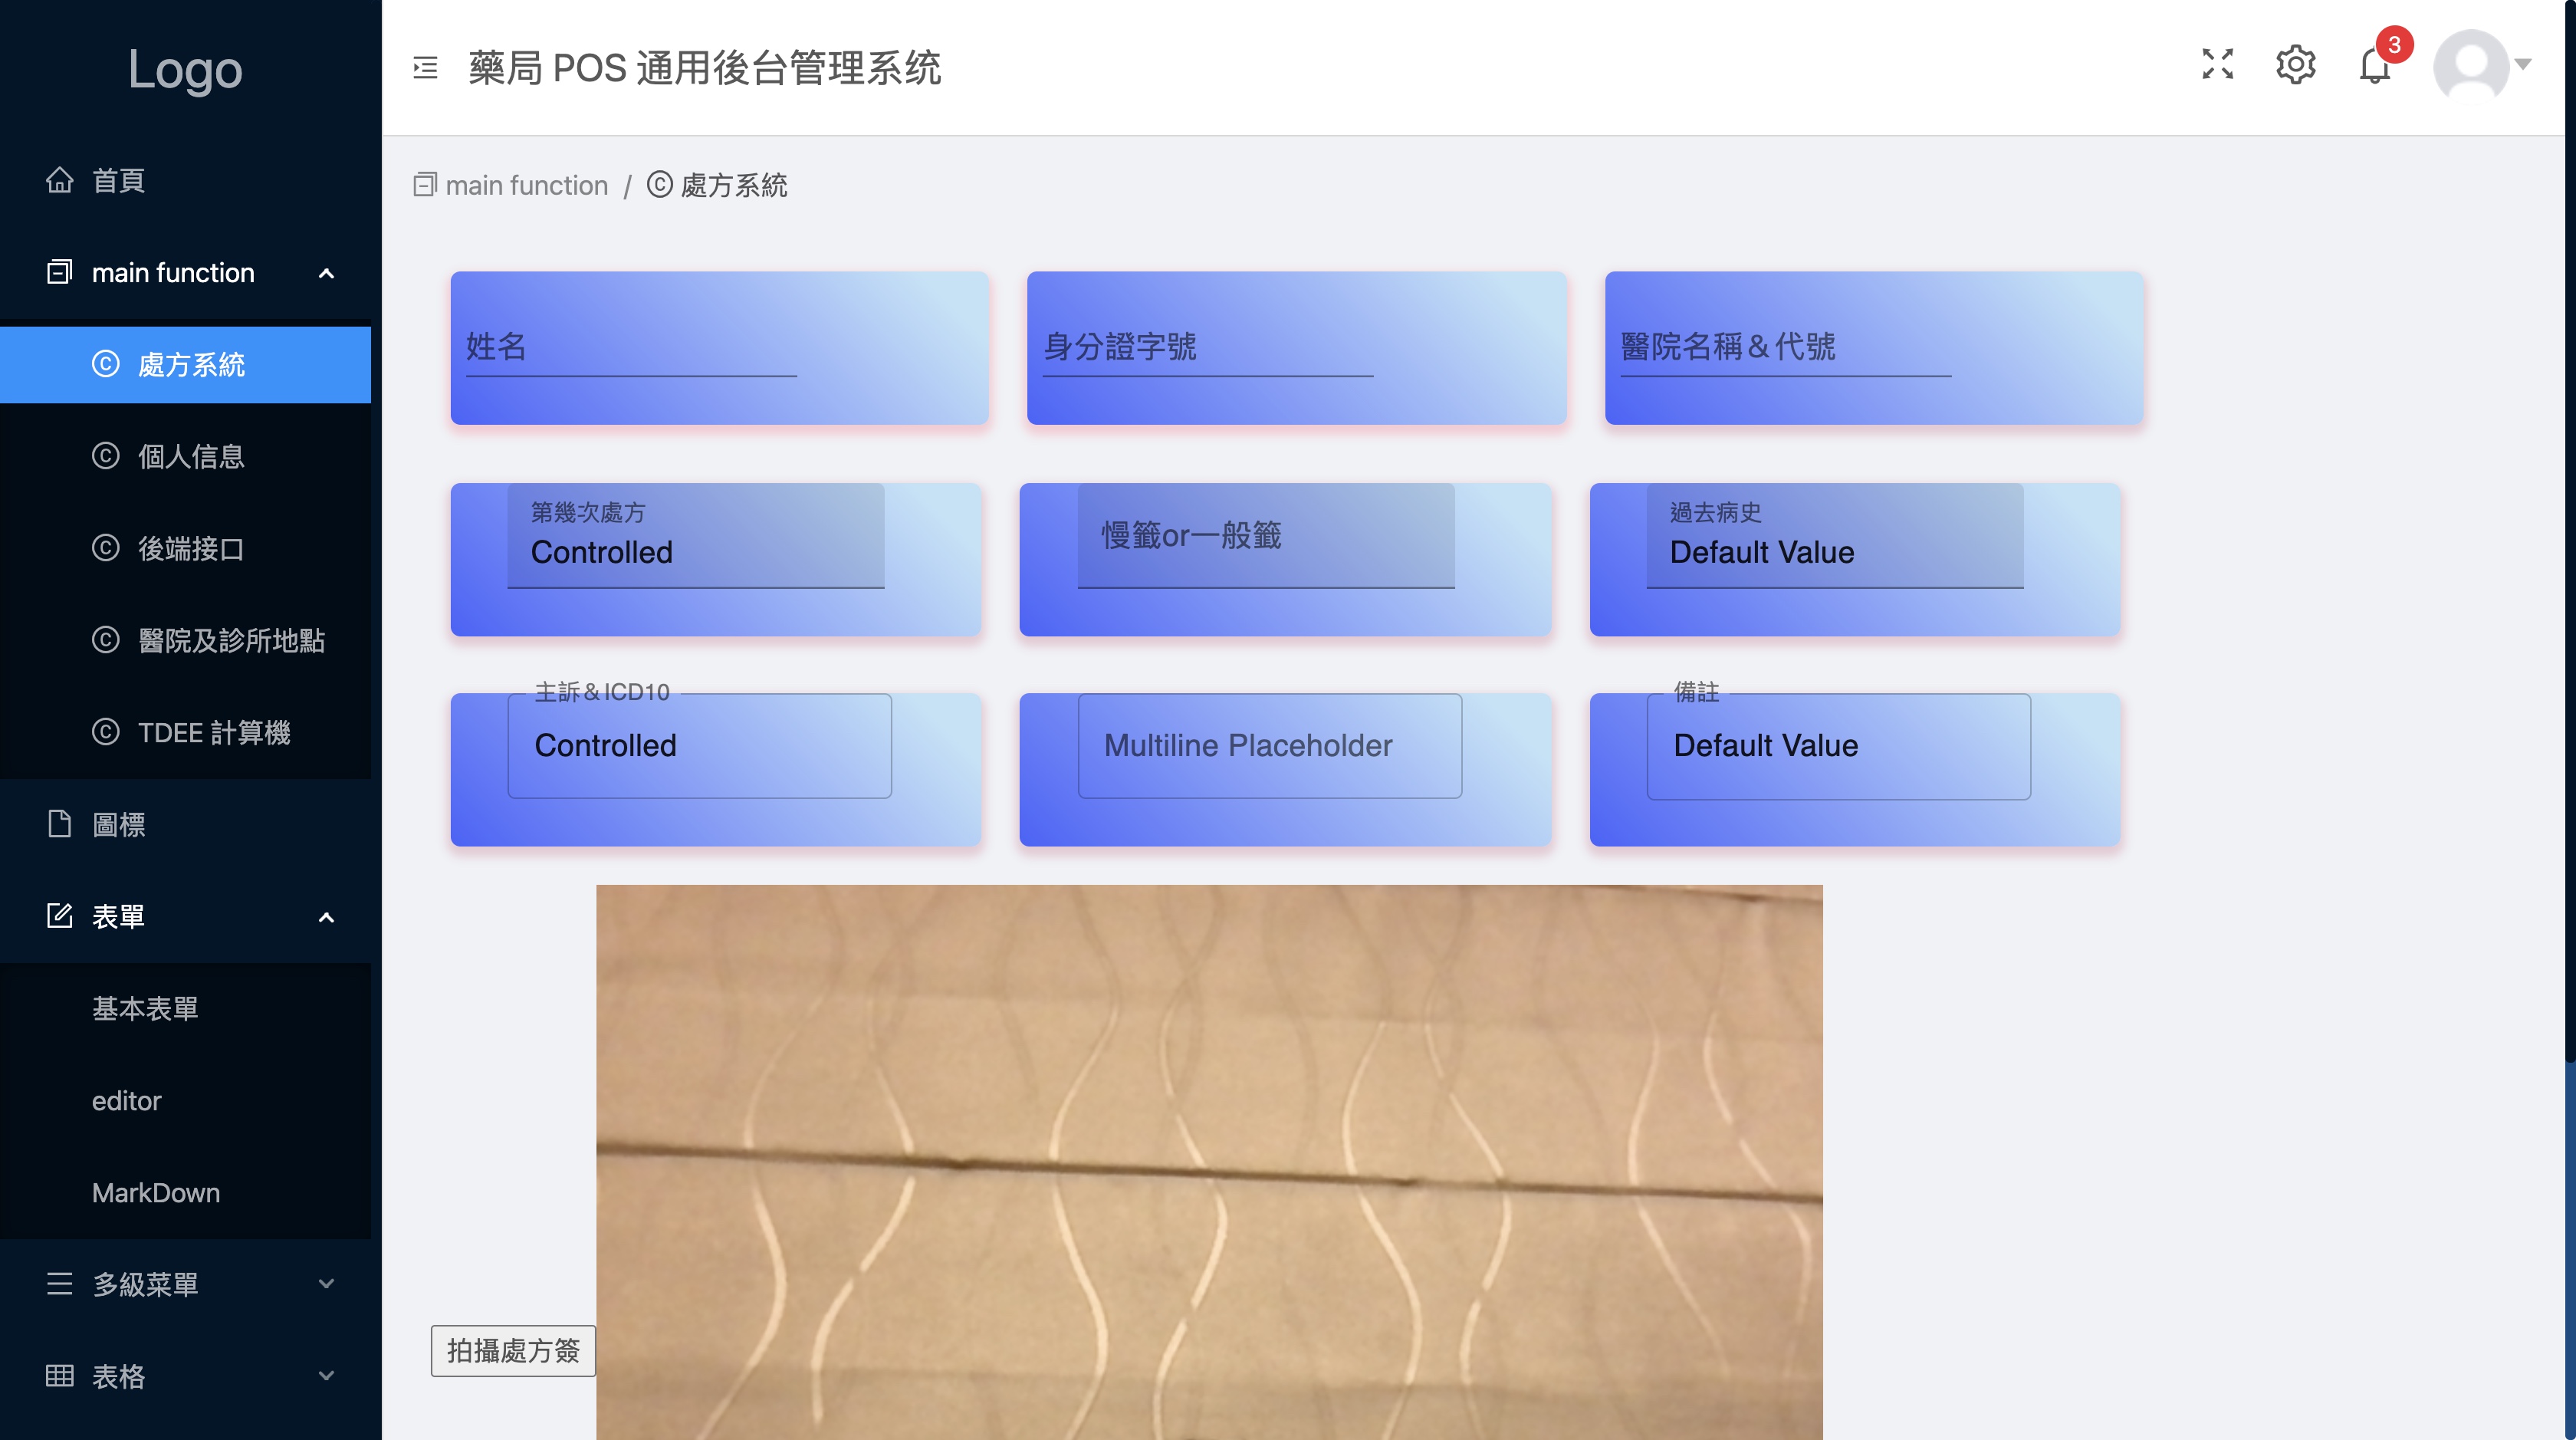 Logo
藥局 POS 通用後台管理系统
3
首頁
main function
處方系統
個人信息
後端接口
醫院及診所地點
TDEE 計算機
圖標
表單
基本表單
editor
MarkDown
多級菜單
表格
main function / 處方系統
姓名
身分證字號
醫院名稱＆代號
第幾次處方
Controlled
慢籤or一般籤
過去病史
Default Value
主訴＆ICD10
Controlled
Multiline Placeholder
備註
Default Value
拍攝處方簽